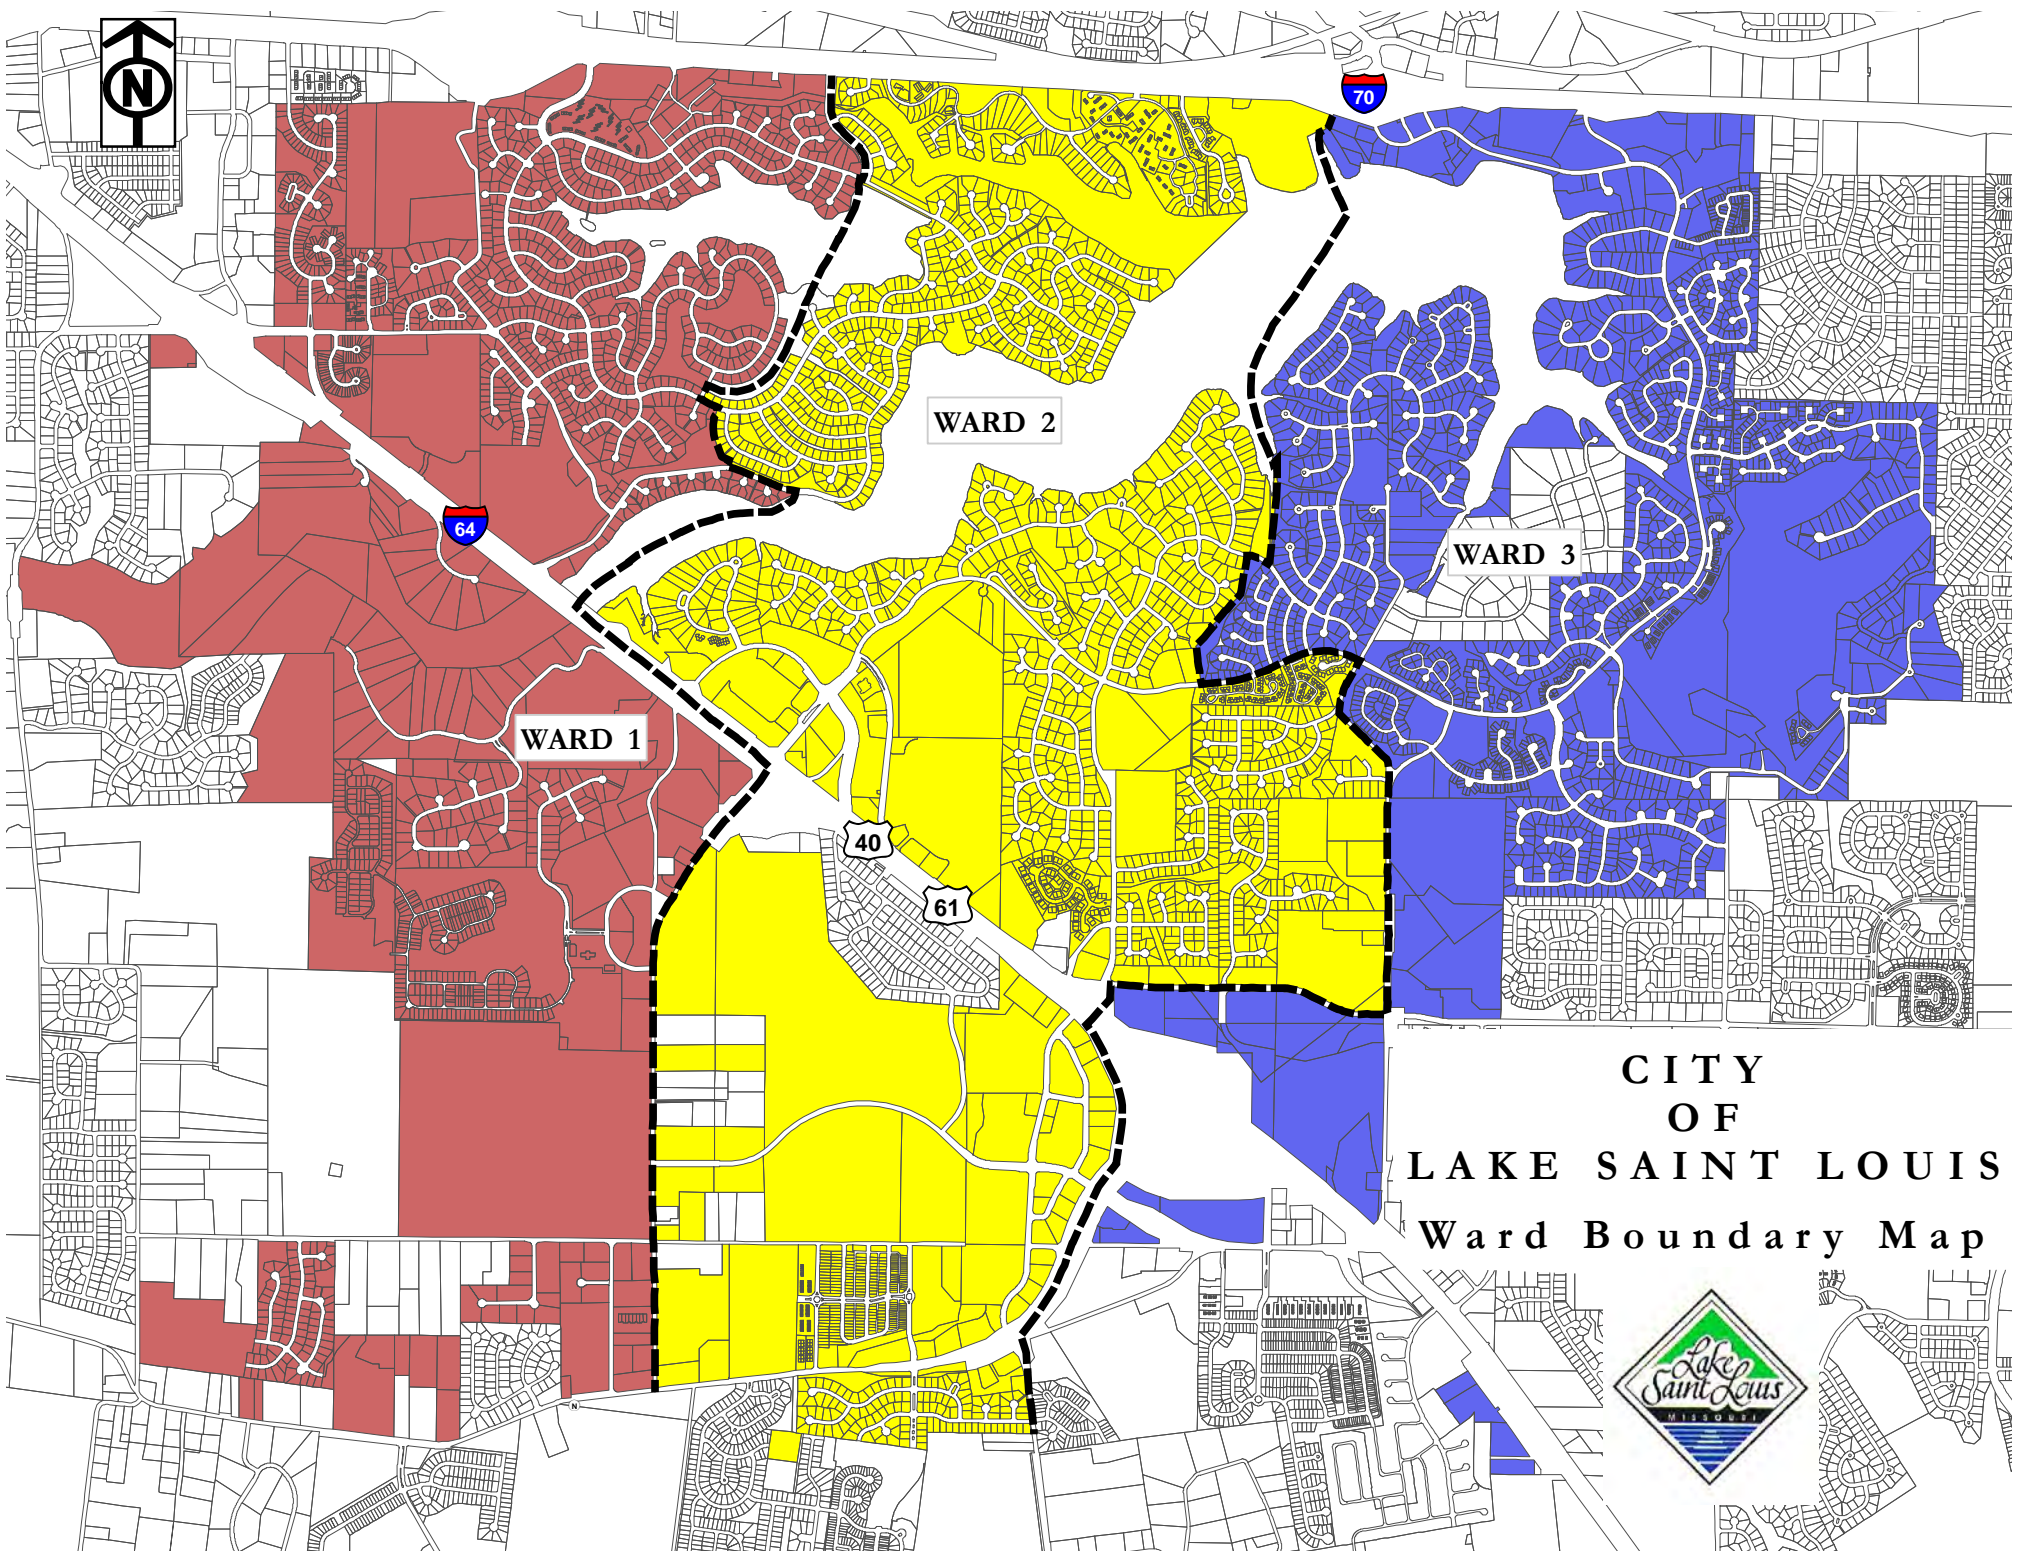 N
70
WARD 2
64
WARD 3
WARD 1
40
61
CITY
OF
LAKE SAINT LOUIS
Ward Boundary Map
Lake
Saint Louis
MISSOURI
N